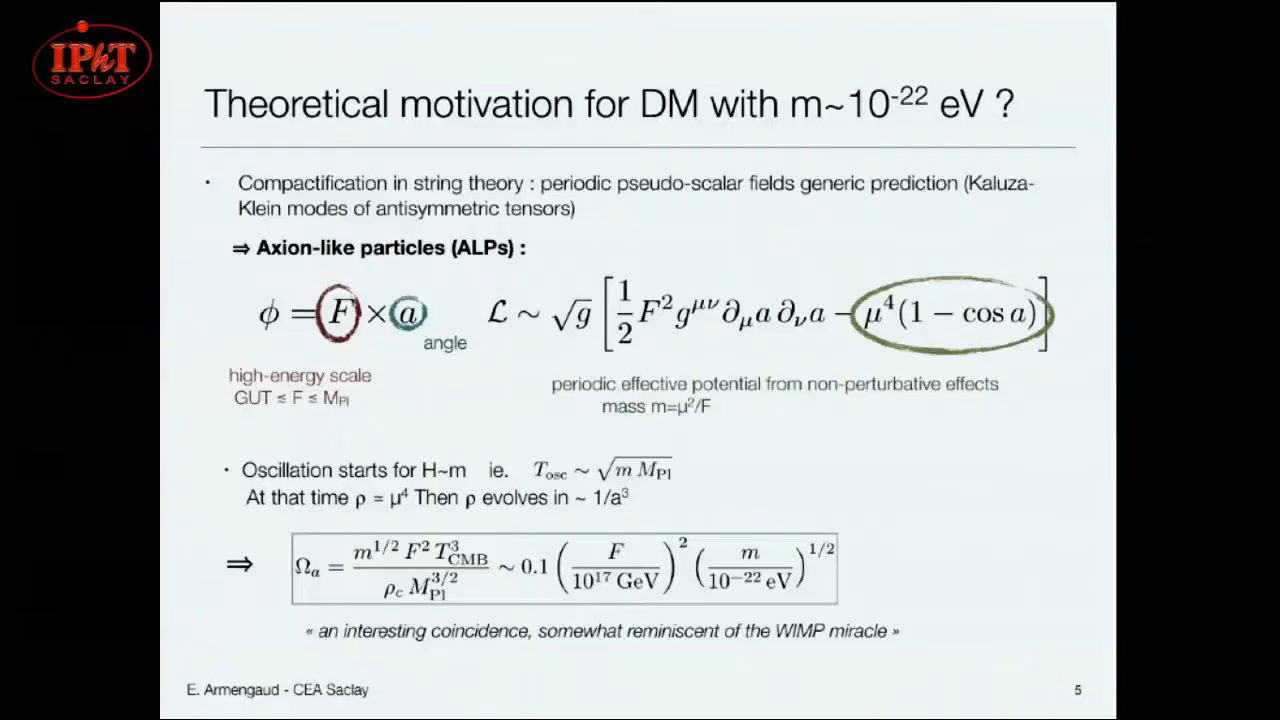 IPhT
SACLAY
Theoretical motivation for DM with m~10⁻²² eV ?
· Compactification in string theory : periodic pseudo-scalar fields generic prediction (Kaluza-
Klein modes of antisymmetric tensors)
⇒ Axion-like particles (ALPs) :
ϕ = F × a
angle
high-energy scale
GUT ≤ F ≤ M_Pl
ℒ ~ √g [ 1/2 F² g^{μν} ∂_μ a ∂_ν a − μ⁴(1 − cos a) ]
periodic effective potential from non-perturbative effects
mass m=μ²/F
· Oscillation starts for H~m ie. T_osc ~ √(m M_Pl)
At that time ρ = μ⁴ Then ρ evolves in ~ 1/a³
⇒ Ω_a = (m^{1/2} F² T³_CMB) / (ρ_c M_Pl^{3/2}) ~ 0.1 (F / 10¹⁷ GeV)² (m / 10⁻²² eV)^{1/2}
« an interesting coincidence, somewhat reminiscent of the WIMP miracle »
E. Armengaud - CEA Saclay
5